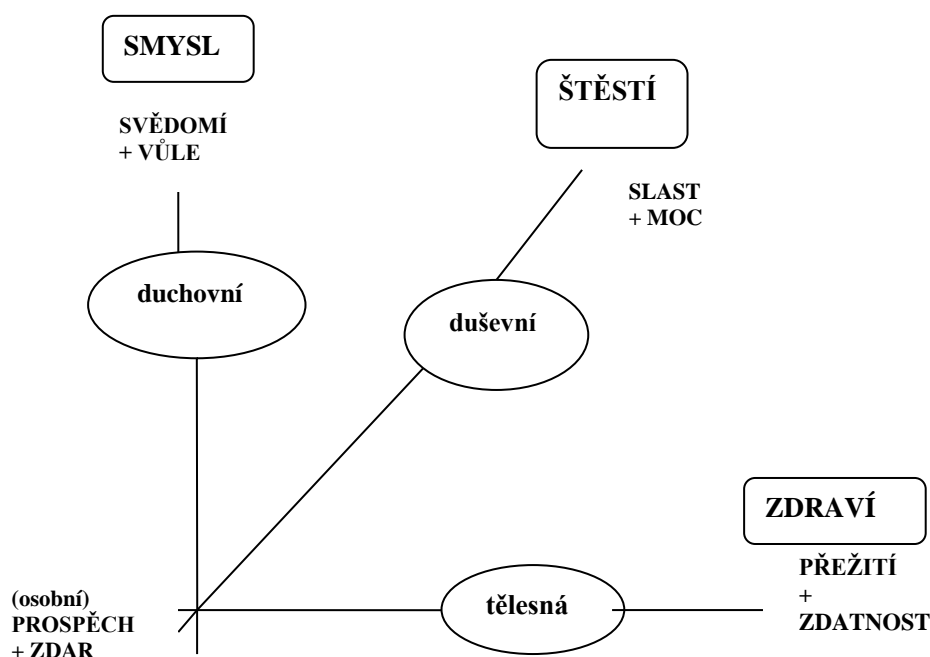 SMYSL
SVĚDOMÍ
+ VŮLE
ŠTĚSTÍ
SLAST
+ MOC
duchovní
duševní
ZDRAVÍ
PŘEŽITÍ
+
ZDATNOST
tělesná
(osobní)
PROSPĚCH
+ ZDAR